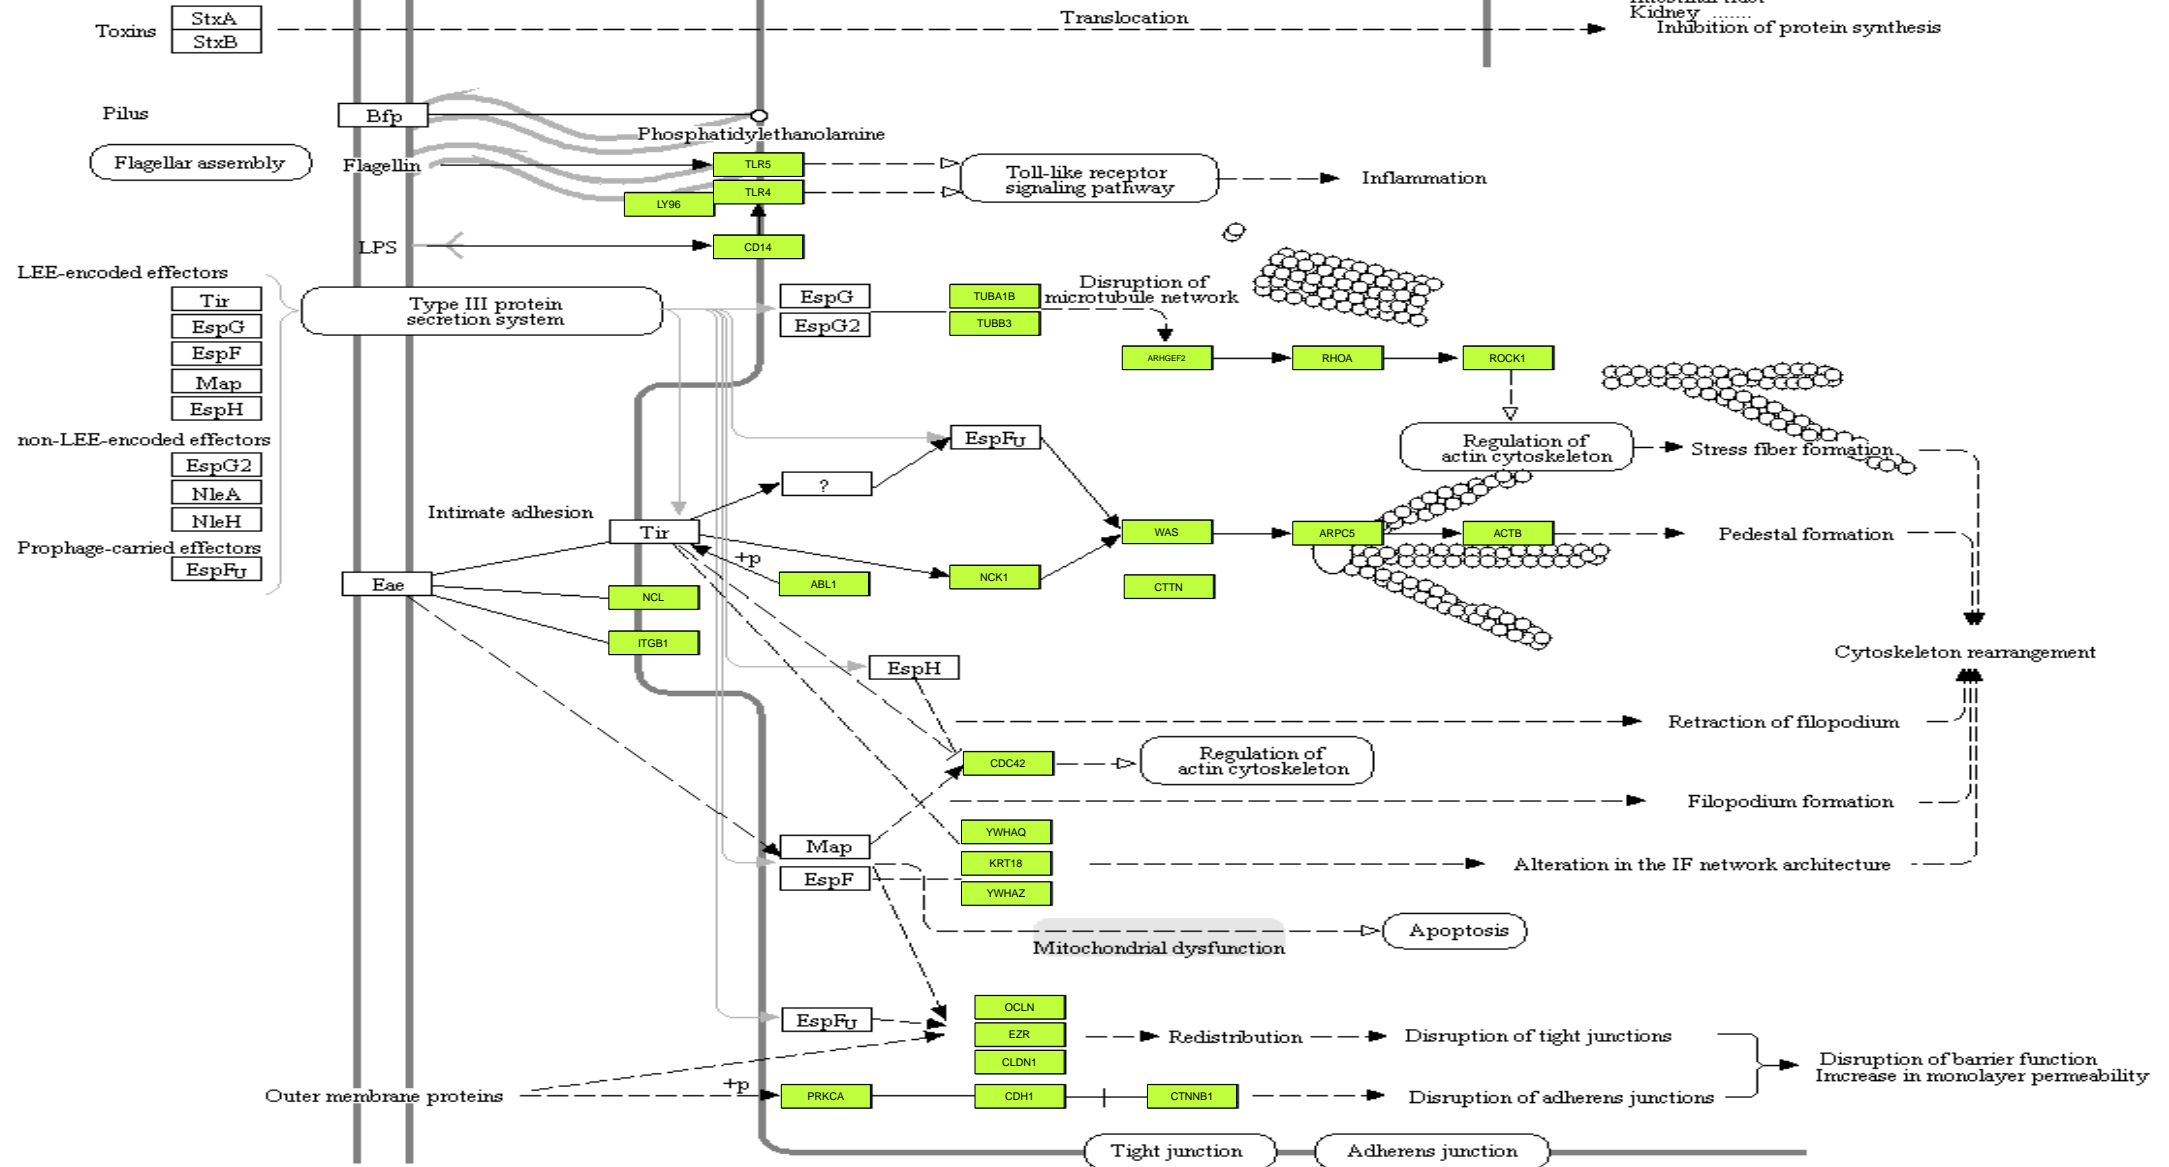 Kidney .......
Toxins
StxA
StxB
Translocation
Inhibition of protein synthesis
Pilus
Bfp
Phosphatidylethanolamine
Flagellar assembly
Flagellin
TLR5
TLR4
LY96
Toll-like receptor
signaling pathway
Inflammation
LPS
CD14
LEE-encoded effectors
Tir
EspG
EspF
Map
EspH
Type III protein
secretion system
EspG
EspG2
TUBA1B
TUBB3
Disruption of
microtubule network
ARHGEF2
RHOA
ROCK1
non-LEE-encoded effectors
EspG2
NleA
NleH
Prophage-carried effectors
EspFU
EspFU
?
Regulation of
actin cytoskeleton
Stress fiber formation
Intimate adhesion
Tir
+p
WAS
ARPC5
ACTB
Pedestal formation
Eae
NCL
ABL1
NCK1
CTTN
ITGB1
EspH
Cytoskeleton rearrangement
Retraction of filopodium
CDC42
Regulation of
actin cytoskeleton
Filopodium formation
Map
EspF
YWHAQ
KRT18
YWHAZ
Alteration in the IF network architecture
Mitochondrial dysfunction
Apoptosis
EspFU
OCLN
EZR
CLDN1
Redistribution
Disruption of tight junctions
Disruption of barrier function
Imcrease in monolayer permeability
Outer membrane proteins
+p
PRKCA
CDH1
CTNNB1
Disruption of adherens junctions
Tight junction
Adherens junction